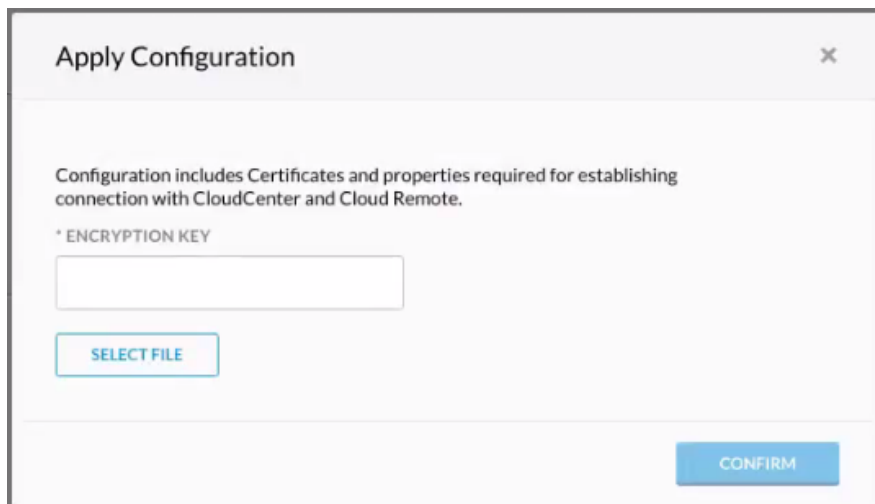 Apply Configuration
Configuration includes Certificates and properties required for establishing
connection with CloudCenter and Cloud Remote.
* ENCRYPTION KEY
SELECT FILE
CONFIRM